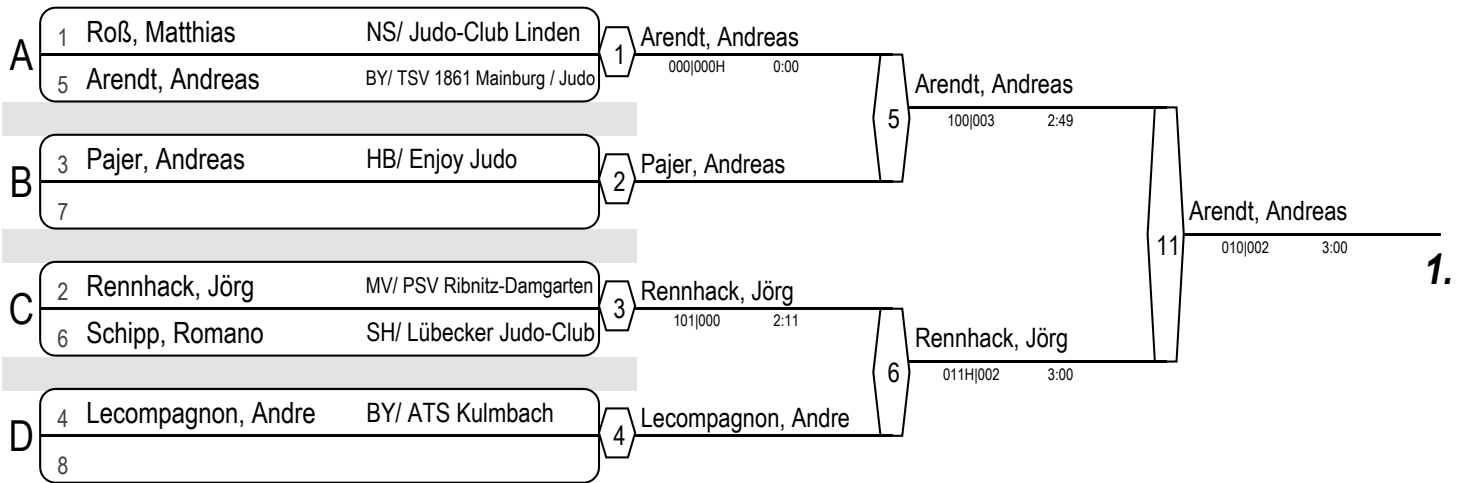 A
1 Roß, Matthias NS/ Judo-Club Linden
5 Arendt, Andreas BY/ TSV 1861 Mainburg / Judo
1
Arendt, Andreas
000|000H 0:00
B
3 Pajer, Andreas HB/ Enjoy Judo
7
2
Pajer, Andreas
5
Arendt, Andreas
100|003 2:49
C
2 Rennhack, Jörg MV/ PSV Ribnitz-Damgarten
6 Schipp, Romano SH/ Lübecker Judo-Club
3
Rennhack, Jörg
101|000 2:11
D
4 Lecompagnon, Andre BY/ ATS Kulmbach
8
4
Lecompagnon, Andre
6
Rennhack, Jörg
011H|002 3:00
11
Arendt, Andreas
010|002 3:00
1.